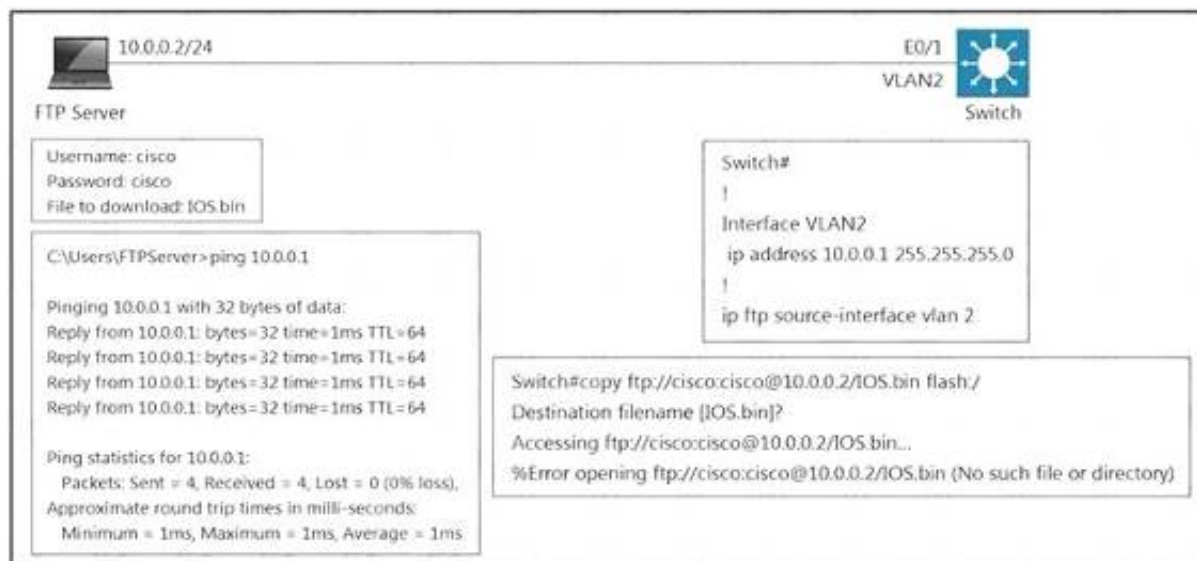 10.0.0.2/24
E0/1
VLAN2
FTP Server
Switch
Username: cisco
Password: cisco
File to download: IOS.bin
C:\Users\FTPServer>ping 10.0.0.1
Pinging 10.0.0.1 with 32 bytes of data:
Reply from 10.0.0.1: bytes=32 time=1ms TTL=64
Reply from 10.0.0.1: bytes=32 time=1ms TTL=64
Reply from 10.0.0.1: bytes=32 time=1ms TTL=64
Reply from 10.0.0.1: bytes=32 time=1ms TTL=64
Ping statistics for 10.0.0.1:
Packets: Sent = 4, Received = 4, Lost = 0 (0% loss),
Approximate round trip times in milli-seconds:
Minimum = 1ms, Maximum = 1ms, Average = 1ms
Switch#
!
Interface VLAN2
ip address 10.0.0.1 255.255.255.0
!
ip ftp source-interface vlan 2
Switch#copy ftp://cisco:cisco@10.0.0.2/IOS.bin flash:/
Destination filename [IOS.bin]?
Accessing ftp://cisco:cisco@10.0.0.2/IOS.bin...
%Error opening ftp://cisco:cisco@10.0.0.2/IOS.bin (No such file or directory)